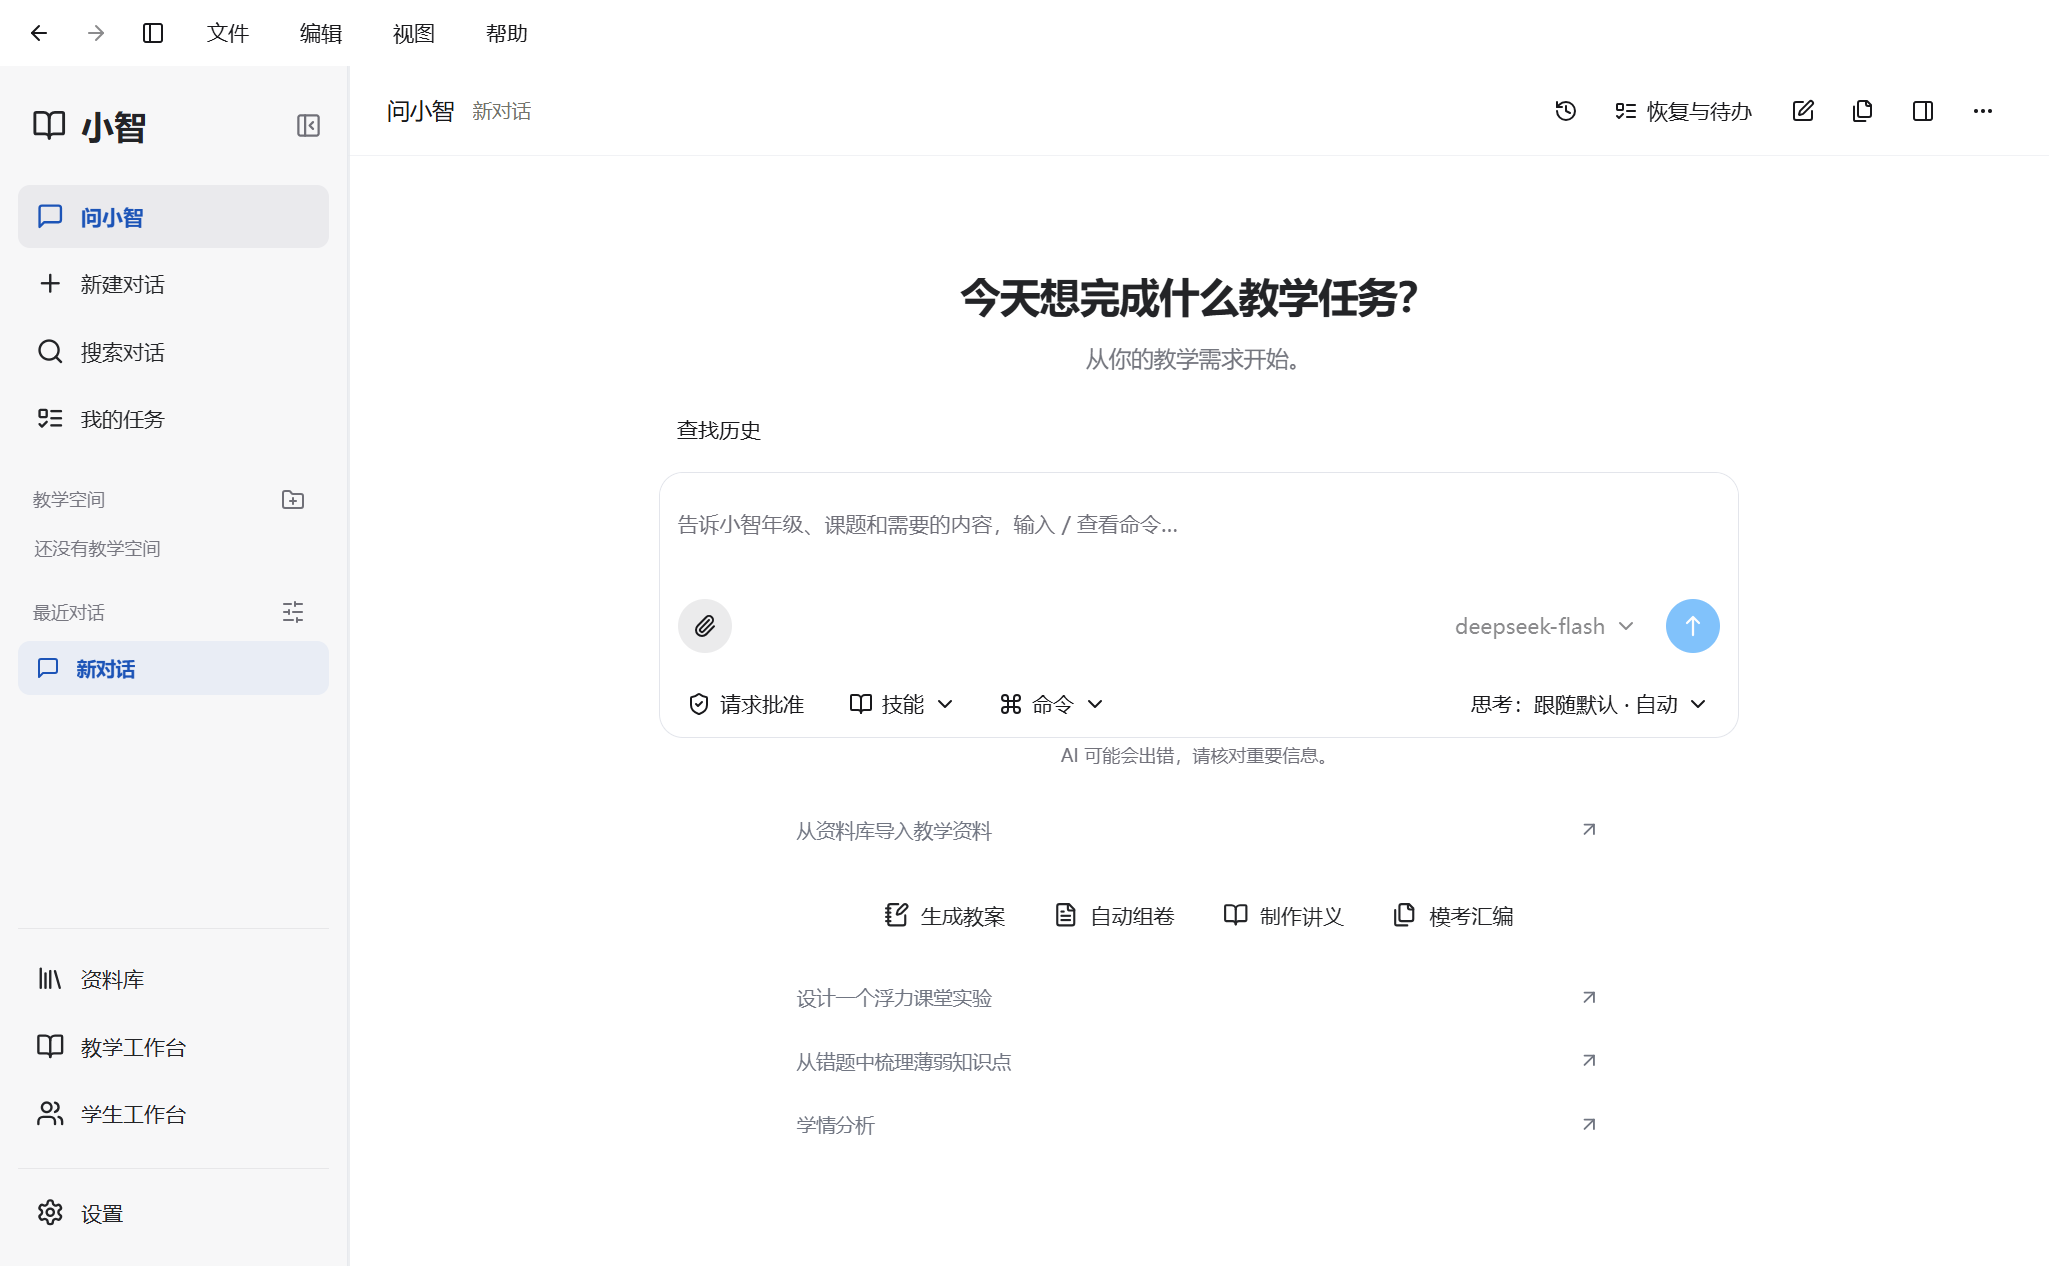 文件 编辑 视图 帮助
小智
问小智
新建对话
搜索对话
我的任务
教学空间
还没有教学空间
最近对话
新对话
资料库
教学工作台
学生工作台
设置
问小智 新对话 恢复与待办
今天想完成什么教学任务？
从你的教学需求开始。
查找历史
告诉小智年级、课题和需要的内容，输入 / 查看命令...
deepseek-flash
请求批准 技能 命令 思考：跟随默认 · 自动
AI 可能会出错，请核对重要信息。
从资料库导入教学资料
生成教案 自动组卷 制作讲义 模考汇编
设计一个浮力课堂实验
从错题中梳理薄弱知识点
学情分析